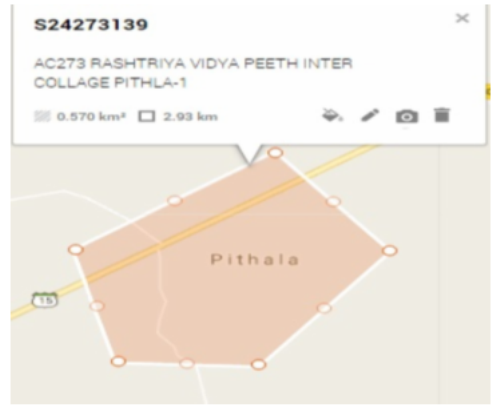 S24273139
AC273 RASHTRIYA VIDYA PEETH INTER
COLLAGE PITHLA-1
0.570 km² 2.93 km
Pithala
15